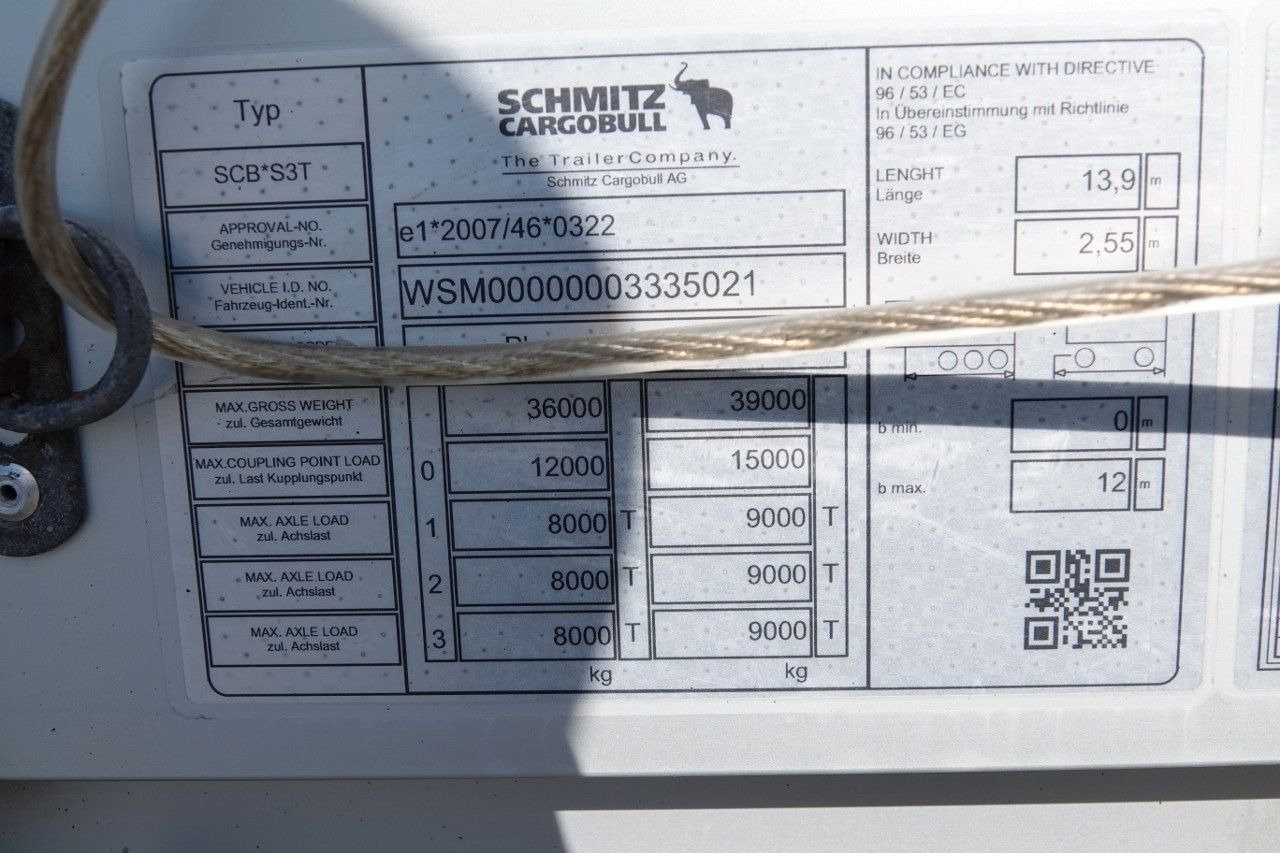 Typ
SCHMITZ
CARGOBULL
The TrailerCompany.
Schmitz Cargobull AG
SCB*S3T
APPROVAL-NO.
Genehmigungs-Nr.
e1*2007/46*0322
VEHICLE I.D. NO.
Fahrzeug-Ident.-Nr.
WSM00000003335021
MAX.GROSS WEIGHT
zul. Gesamtgewicht
36000
39000
MAX.COUPLING POINT LOAD
zul. Last Kupplungspunkt
0
12000
15000
MAX. AXLE LOAD
zul. Achslast
1
8000 T
9000 T
MAX. AXLE LOAD
zul. Achslast
2
8000 T
9000 T
MAX. AXLE LOAD
zul. Achslast
3
8000 T
9000 T
kg
kg
IN COMPLIANCE WITH DIRECTIVE
96 / 53 / EC
In Übereinstimmung mit Richtlinie
96 / 53 / EG
LENGHT
Länge
13,9 m
WIDTH
Breite
2,55 m
b min.
0 m
b max.
12 m